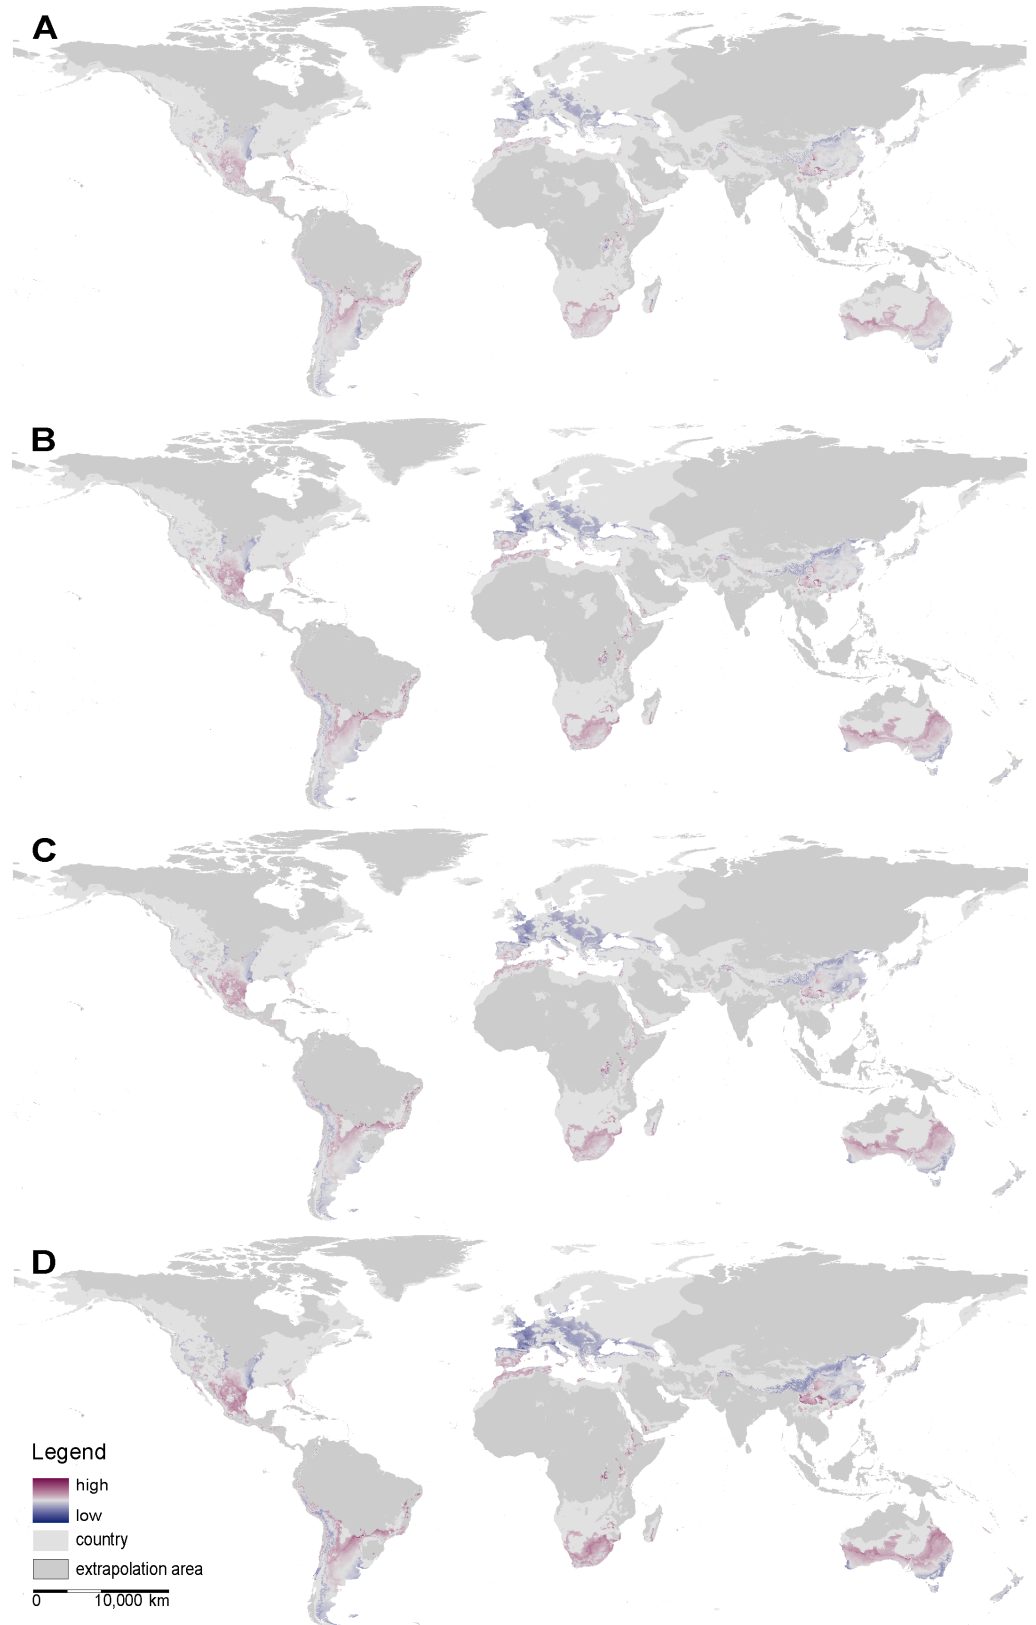 A
B
C
D
Legend
high
low
country
extrapolation area
0 10,000 km